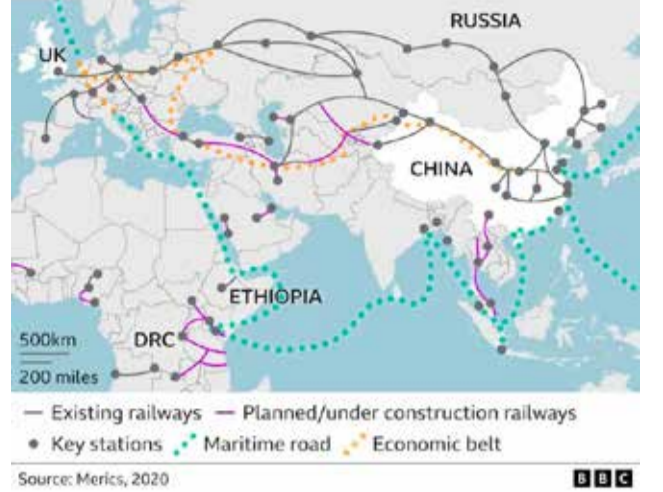 RUSSIA
UK
CHINA
ETHIOPIA
DRC
500km
200 miles
Existing railways Planned/under construction railways
Key stations Maritime road Economic belt
Source: Merics, 2020 BBC